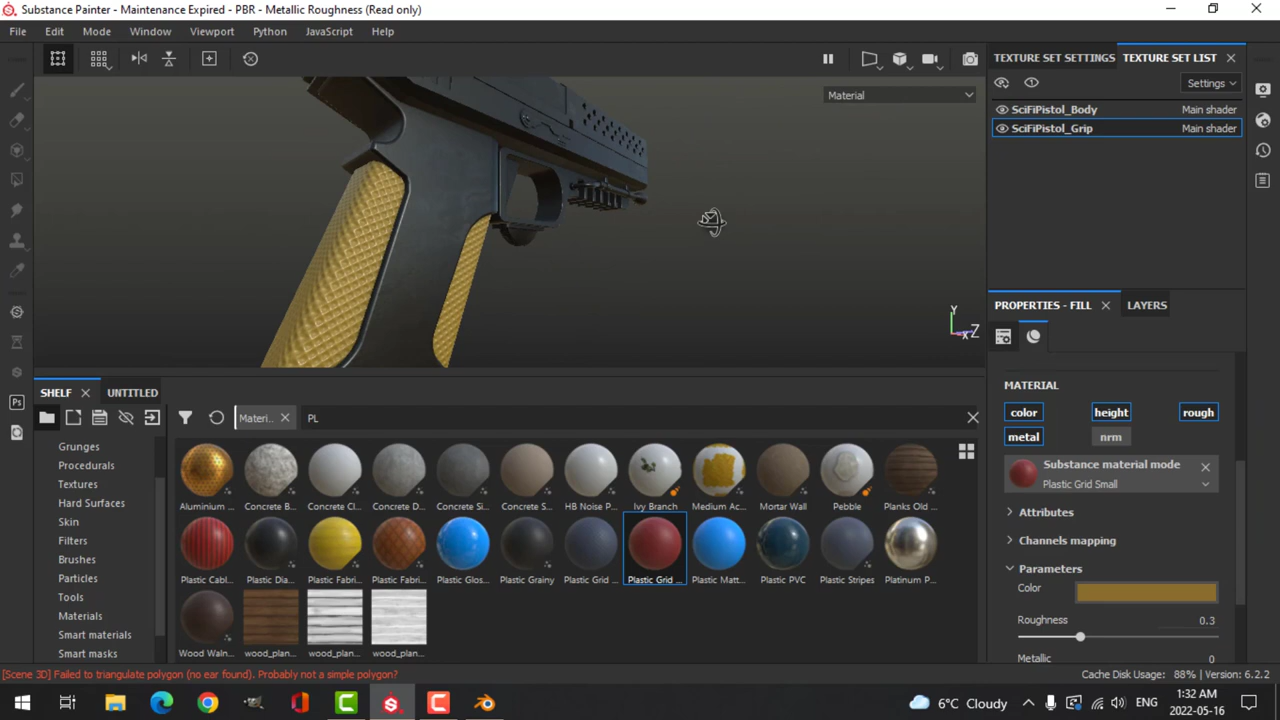 Substance Painter - Maintenance Expired - PBR - Metallic Roughness (Read only)
File Edit Mode Window Viewport Python JavaScript Help
TEXTURE SET SETTINGS TEXTURE SET LIST
Settings
Material
SciFiPistol_Body Main shader
SciFiPistol_Grip Main shader
Y
Z
X
PROPERTIES - FILL LAYERS
MATERIAL
color height rough
metal nrm
Substance material mode
Plastic Grid Small
Attributes
Channels mapping
Parameters
Color
Roughness 0.3
Metallic 0
SHELF UNTITLED
Ps
Materi.. PL
Grunges
Procedurals
Textures
Hard Surfaces
Skin
Filters
Brushes
Particles
Tools
Materials
Smart materials
Smart masks
Aluminium ... Concrete B... Concrete Cl... Concrete D... Concrete Si... Concrete S... HB Noise P... Ivy Branch Medium Ac... Mortar Wall Pebble Planks Old ...
Plastic Cabl... Plastic Dia... Plastic Fabri... Plastic Fabri... Plastic Glos... Plastic Grainy Plastic Grid ... Plastic Grid ... Plastic Matt... Plastic PVC Plastic Stripes Platinum P...
Wood Waln... wood_plan... wood_plan... wood_plan...
[Scene 3D] Failed to triangulate polygon (no ear found). Probably not a simple polygon?
Cache Disk Usage: 88% | Version: 6.2.2
6°C Cloudy
ENG
1:32 AM
2022-05-16